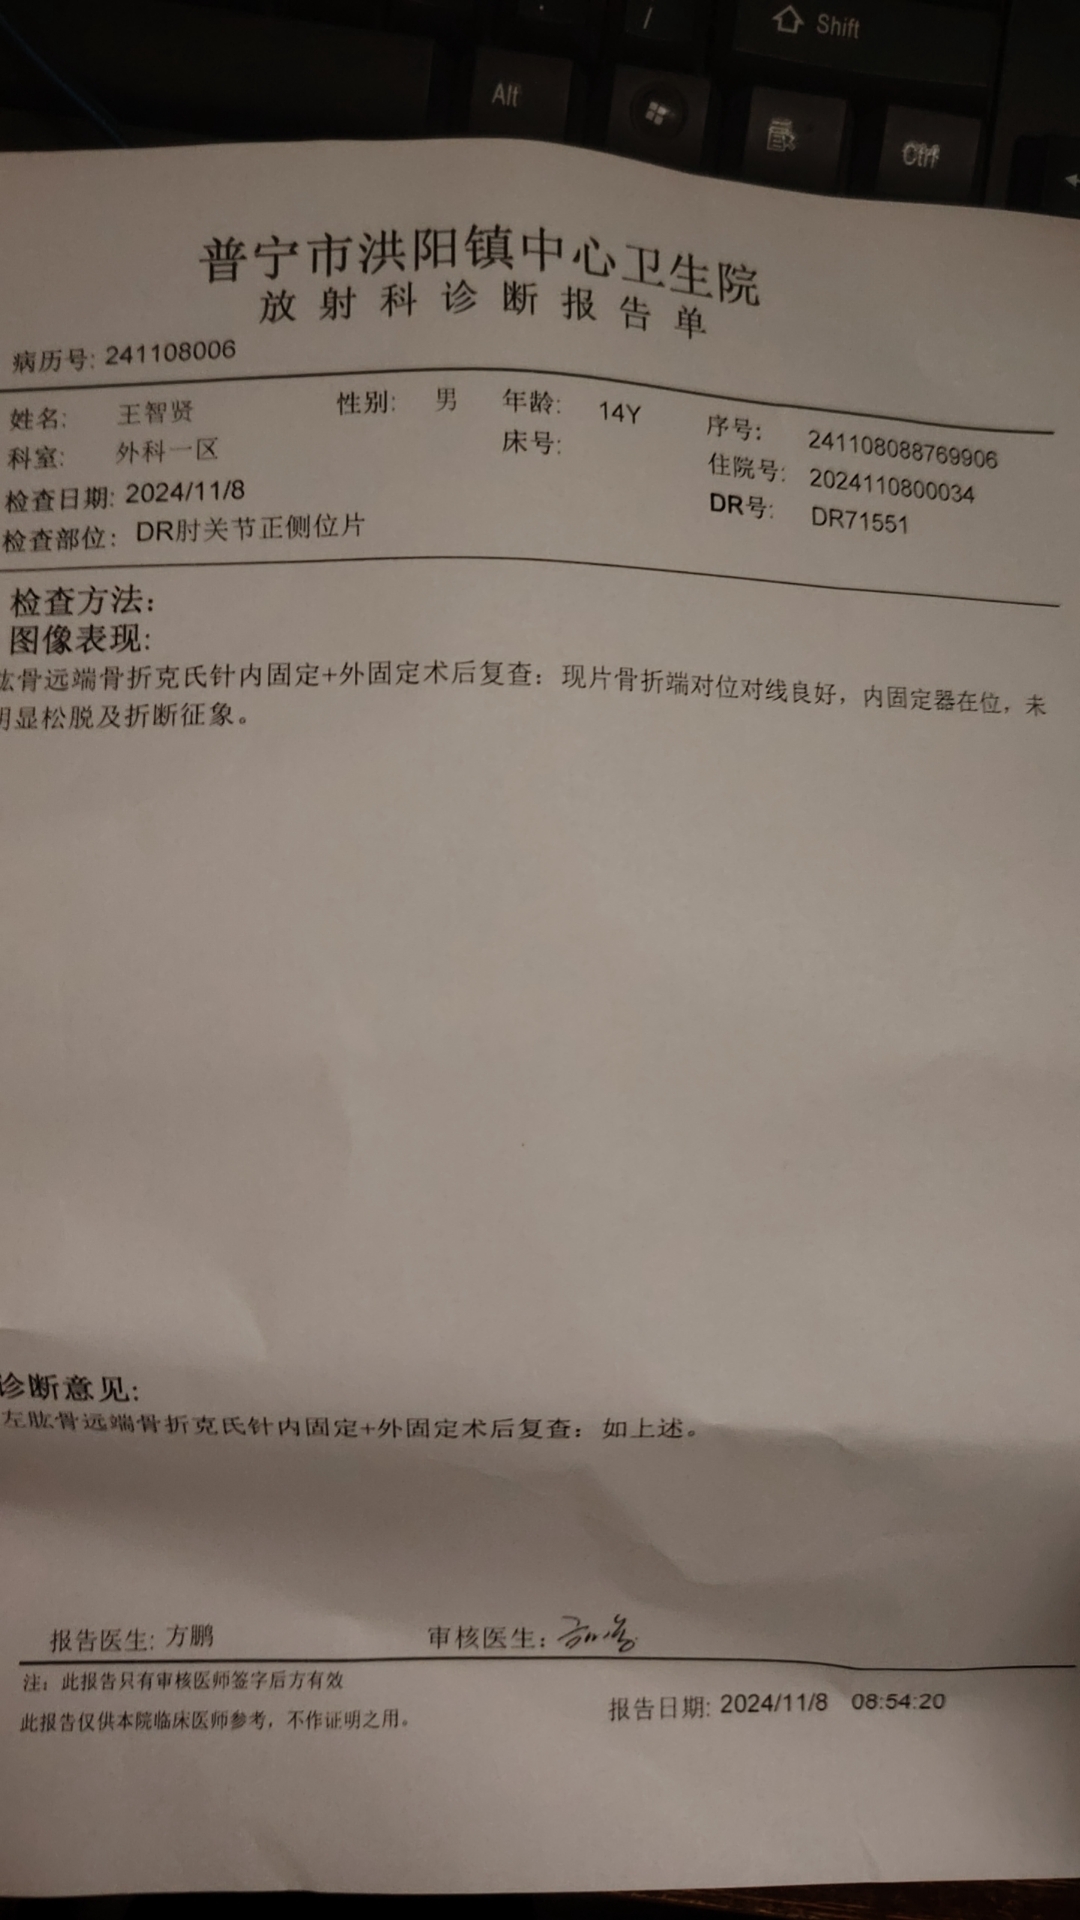 /
Shift
Alt
Ctrl
普宁市洪阳镇中心卫生院
放射科诊断报告单
病历号: 241108006
姓名: 王智贤 性别: 男 年龄: 14Y 序号: 241108088769906
科室: 外科一区 床号: 住院号: 2024110800034
检查日期: 2024/11/8 DR号: DR71551
检查部位: DR肘关节正侧位片
检查方法:
图像表现:
肱骨远端骨折克氏针内固定+外固定术后复查：现片骨折端对位对线良好，内固定器在位，未
明显松脱及折断征象。
诊断意见:
左肱骨远端骨折克氏针内固定+外固定术后复查：如上述。
报告医生: 方鹏 审核医生:
注：此报告只有审核医师签字后方有效
此报告仅供本院临床医师参考，不作证明之用。 报告日期: 2024/11/8 08:54:20